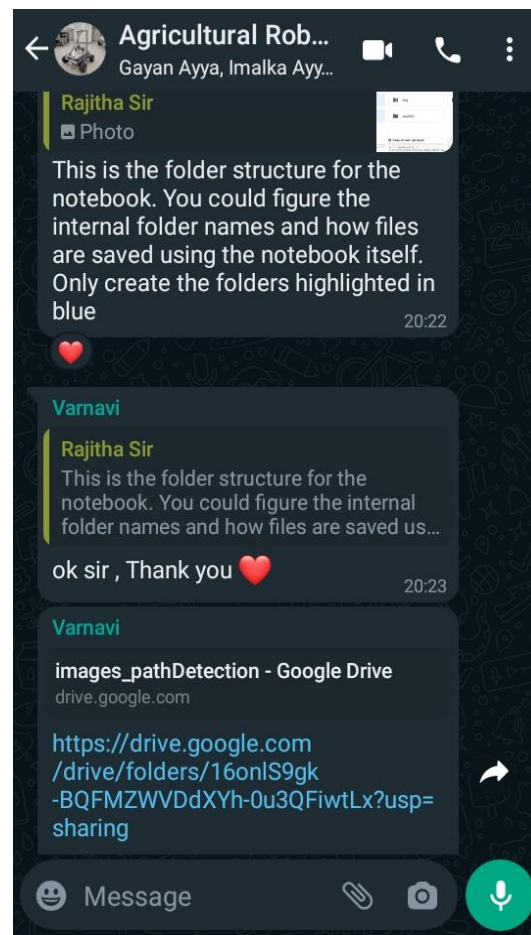 Agricultural Rob...
Gayan Ayya, Imalka Ayy...
Rajitha Sir
Photo
This is the folder structure for the
notebook. You could figure the
internal folder names and how files
are saved using the notebook itself.
Only create the folders highlighted in
blue
20:22
Varnavi
Rajitha Sir
This is the folder structure for the
notebook. You could figure the internal
folder names and how files are saved us...
ok sir , Thank you
20:23
Varnavi
images_pathDetection - Google Drive
drive.google.com
https://drive.google.com
/drive/folders/16onlS9gk
-BQFMZWVDdXYh-0u3QFiwtLx?usp=
sharing
Message